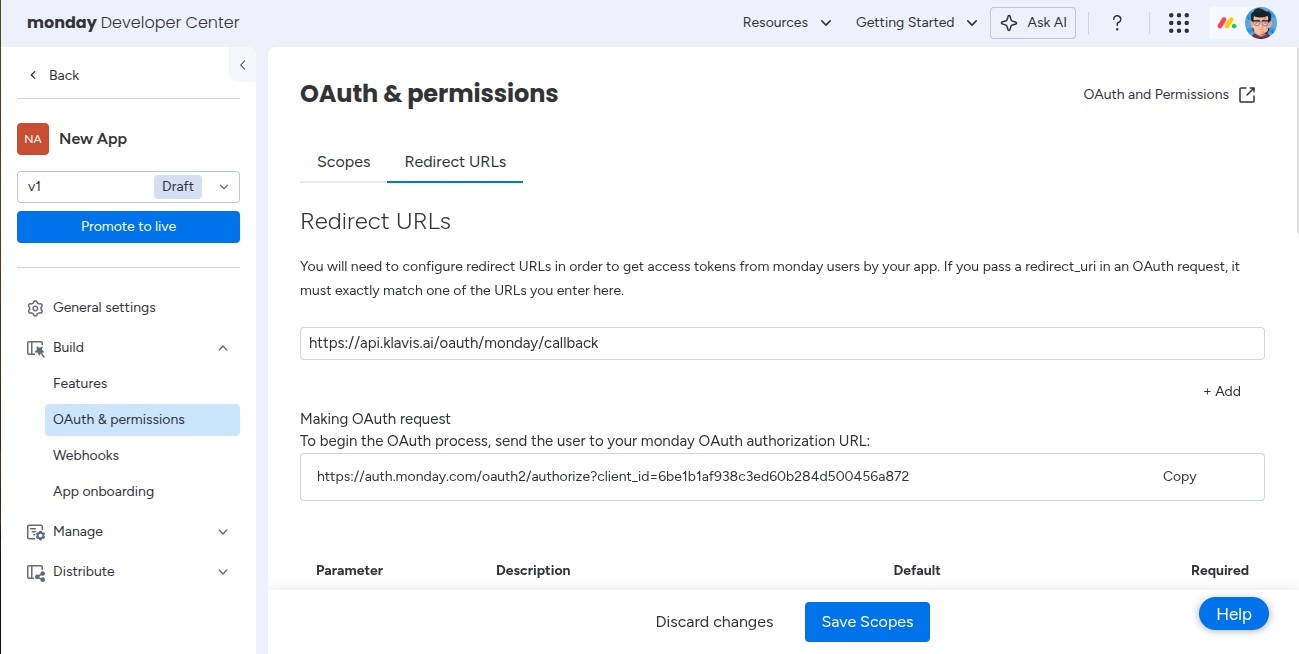 monday Developer Center
Resources
Getting Started
Ask AI
?
Back
NA
New App
v1
Draft
Promote to live
General settings
Build
Features
OAuth & permissions
Webhooks
App onboarding
Manage
Distribute
OAuth & permissions
OAuth and Permissions
Scopes
Redirect URLs
Redirect URLs
You will need to configure redirect URLs in order to get access tokens from monday users by your app. If you pass a redirect_uri in an OAuth request, it
must exactly match one of the URLs you enter here.
https://api.klavis.ai/oauth/monday/callback
+ Add
Making OAuth request
To begin the OAuth process, send the user to your monday OAuth authorization URL:
https://auth.monday.com/oauth2/authorize?client_id=6be1b1af938c3ed60b284d500456a872
Copy
Parameter
Description
Default
Required
Discard changes
Save Scopes
Help